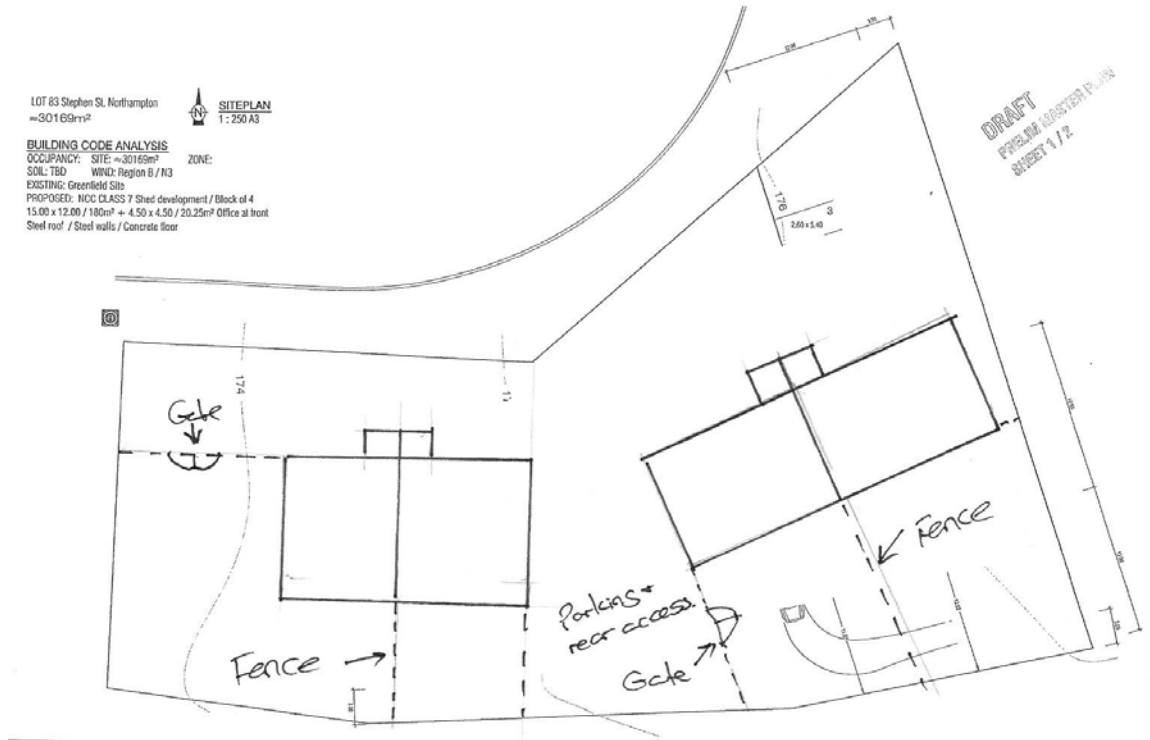 LOT 83 Stephen St. Northampton
≈30169m²
N
SITEPLAN
1 : 250 A3
BUILDING CODE ANALYSIS
OCCUPANCY: SITE: ≈30169m² ZONE:
SOIL: TBD WIND: Region B / N3
EXISTING: Greenfield Site
PROPOSED: NCC CLASS 7 Shed development / Block of 4
15.00 x 12.00 / 180m² + 4.50 x 4.50 / 20.25m² Office at front
Steel roof / Steel walls / Concrete floor
DRAFT
PRELIM MASTER PLAN
SHEET 1 / 2
176
3
2.60 x 5.40
174
Gate
Fence
Parking +
rear access.
Gate
Fence